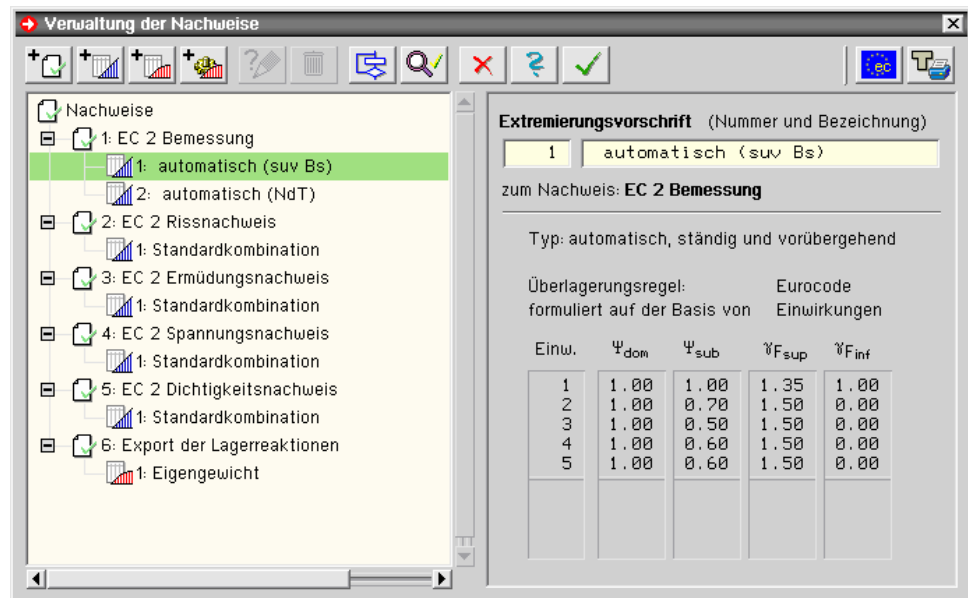 Verwaltung der Nachweise
ec T
Nachweise
1: EC 2 Bemessung
1: automatisch (suv Bs)
2: automatisch (NdT)
2: EC 2 Rissnachweis
1: Standardkombination
3: EC 2 Ermüdungsnachweis
1: Standardkombination
4: EC 2 Spannungsnachweis
1: Standardkombination
5: EC 2 Dichtigkeitsnachweis
1: Standardkombination
6: Export der Lagerreaktionen
1: Eigengewicht
Extremierungsvorschrift (Nummer und Bezeichnung)
1 automatisch (suv Bs)
zum Nachweis: EC 2 Bemessung
Typ: automatisch, ständig und vorübergehend
Überlagerungsregel: Eurocode
formuliert auf der Basis von Einwirkungen
Einw. Ψdom Ψsub γFsup γFinf
1 1.00 1.00 1.35 1.00
2 1.00 0.70 1.50 0.00
3 1.00 0.50 1.50 0.00
4 1.00 0.60 1.50 0.00
5 1.00 0.60 1.50 0.00